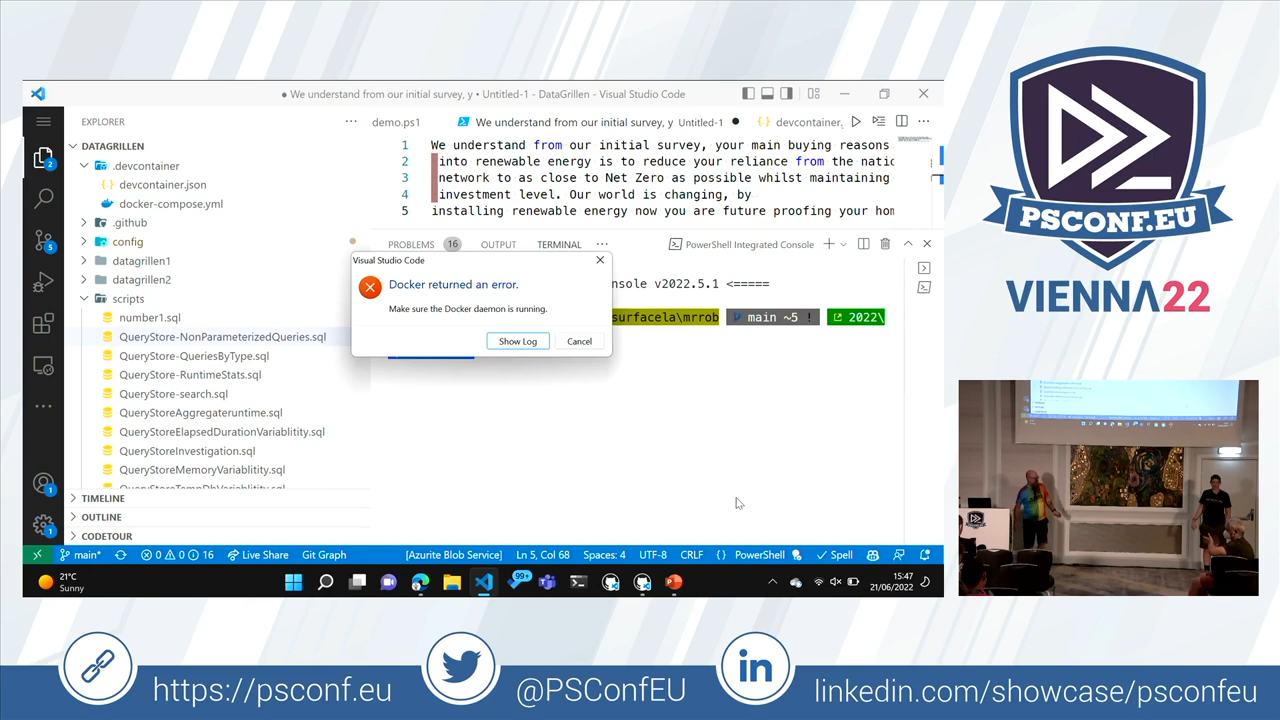 We understand from our initial survey, y • Untitled-1 - DataGrillen - Visual Studio Code
EXPLORER
DATAGRILLEN
.devcontainer
devcontainer.json
docker-compose.yml
.github
config
datagrillen1
datagrillen2
scripts
number1.sql
QueryStore-NonParameterizedQueries.sql
QueryStore-QueriesByType.sql
QueryStore-RuntimeStats.sql
QueryStore-search.sql
QueryStoreAggregateruntime.sql
QueryStoreElapsedDurationVariablitity.sql
QueryStoreInvestigation.sql
QueryStoreMemoryVariablitity.sql
TIMELINE
OUTLINE
CODETOUR
2
5
1
1
demo.ps1
We understand from our initial survey, y Untitled-1
devcontainer.
1 We understand from our initial survey, your main buying reasons
2 into renewable energy is to reduce your reliance from the natio
3 network to as close to Net Zero as possible whilst maintaining
4 investment level. Our world is changing, by
5 installing renewable energy now you are future proofing your hom
PROBLEMS 16 OUTPUT TERMINAL
PowerShell Integrated Console
nsole v2022.5.1 <=====
surfacela\mrrob main ~5 ! 2022\
Visual Studio Code
Docker returned an error.
Make sure the Docker daemon is running.
Show Log
Cancel
main* 0 0 16 Live Share Git Graph [Azurite Blob Service] Ln 5, Col 68 Spaces: 4 UTF-8 CRLF { } PowerShell Spell
21°C
Sunny
99+
15:47
21/06/2022
PSCONF.EU
VIENNA22
https://psconf.eu
@PSConfEU
in
linkedin.com/showcase/psconfeu